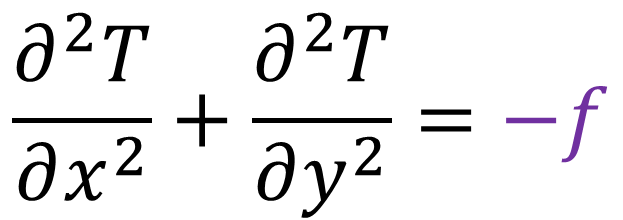 ∂²T/∂x² + ∂²T/∂y² = −f